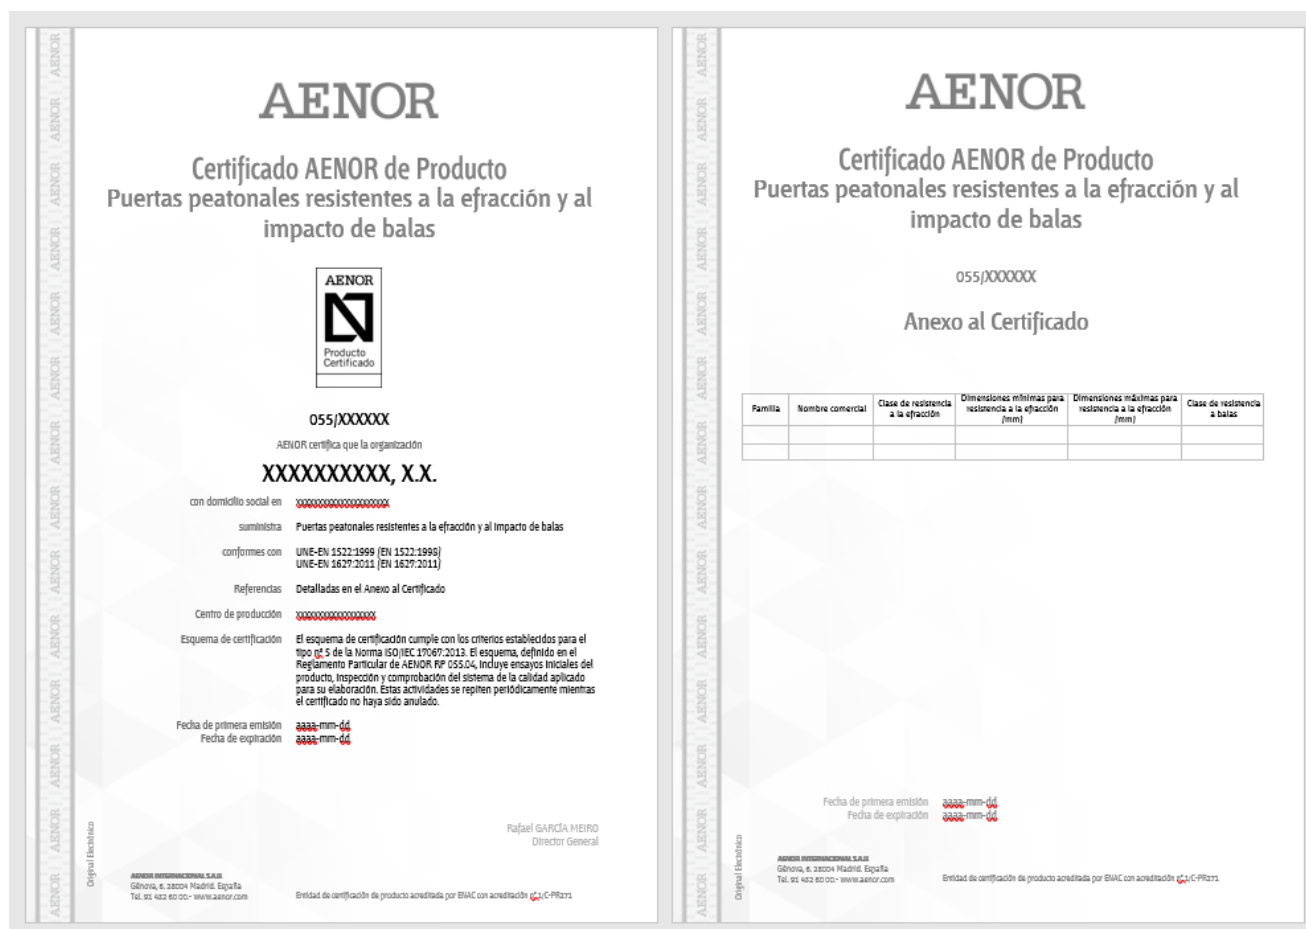 AENOR
Certificado AENOR de Producto
Puertas peatonales resistentes a la efracción y al
impacto de balas
AENOR
Producto
Certificado
055/XXXXXX
AENOR certifica que la organización
XXXXXXXXXX, X.X.
con domicilio social en xxxxxxxxxxxxxxxxxxxx
suministra Puertas peatonales resistentes a la efracción y al impacto de balas
conformes con UNE-EN 1522:1999 (EN 1522:1998)
UNE-EN 1627:2011 (EN 1627:2011)
Referencias Detalladas en el Anexo al Certificado
Centro de producción xxxxxxxxxxxxxxxxx
Esquema de certificación El esquema de certificación cumple con los criterios establecidos para el
tipo nº 5 de la Norma ISO/IEC 17067:2013. El esquema, definido en el
Reglamento Particular de AENOR RP 055.04, incluye ensayos iniciales del
producto, inspección y comprobación del sistema de la calidad aplicado
para su elaboración. Estas actividades se repiten periódicamente mientras
el certificado no haya sido anulado.
Fecha de primera emisión aaaa-mm-dd
Fecha de expiración aaaa-mm-dd
Rafael GARCÍA MEIRO
Director General
Original Electrónico
AENOR INTERNACIONAL S.A.U.
Génova, 6. 28004 Madrid. España
Tel. 91 432 60 00.- www.aenor.com
Entidad de certificación de producto acreditada por ENAC con acreditación nº 1/C-PR271
AENOR
Certificado AENOR de Producto
Puertas peatonales resistentes a la efracción y al
impacto de balas
055/XXXXXX
Anexo al Certificado
Familia
Nombre comercial
Clase de resistencia
a la efracción
Dimensiones mínimas para
resistencia a la efracción
(mm)
Dimensiones máximas para
resistencia a la efracción
(mm)
Clase de resistencia
a balas
Fecha de primera emisión aaaa-mm-dd
Fecha de expiración aaaa-mm-dd
Original Electrónico
AENOR INTERNACIONAL S.A.U.
Génova, 6. 28004 Madrid. España
Tel. 91 432 60 00.- www.aenor.com
Entidad de certificación de producto acreditada por ENAC con acreditación nº 1/C-PR271